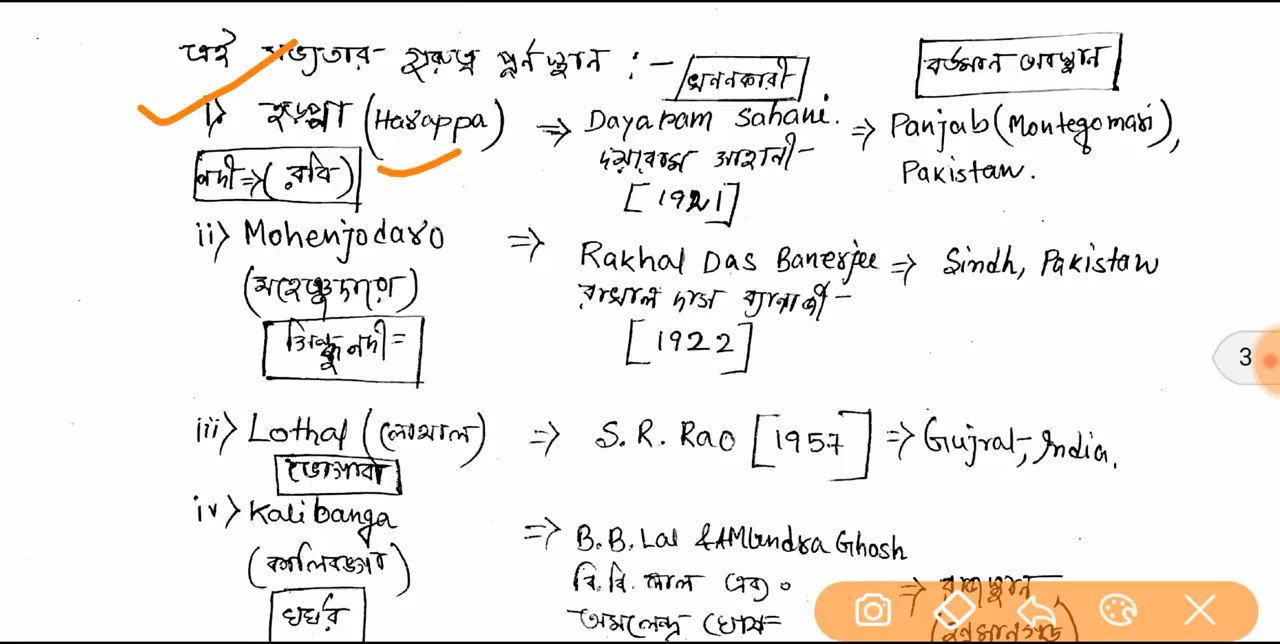 এই সভ্যতার গুরুত্ব পূর্ণ স্থান :-
খননকারী
বর্তমান অবস্থান
i) হরপ্পা (Harappa) ⇒ Dayaram Sahani. ⇒ Panjab (Montegomari),
নদী ⇒ (রবি)
দয়ারাম সাহানী-
Pakistan.
[1921]
ii) Mohenjodaro ⇒ Rakhal Das Banerjee ⇒ Sindh, Pakistan
(মহেঞ্জোদারো)
রাখাল দাস ব্যানার্জী-
সিন্ধু নদী=
[1922]
iii) Lothal (লোথাল) ⇒ S. R. Rao [1957] ⇒ Gujrat, India.
ভোগাবা
iv) Kalibanga ⇒ B.B. Lal & AMlendra Ghosh
(কালিবঙ্গান)
বি.বি. লাল এবং
⇒ রাজস্থান
ঘর্ঘর
অমলেন্দ্র ঘোষ=
3